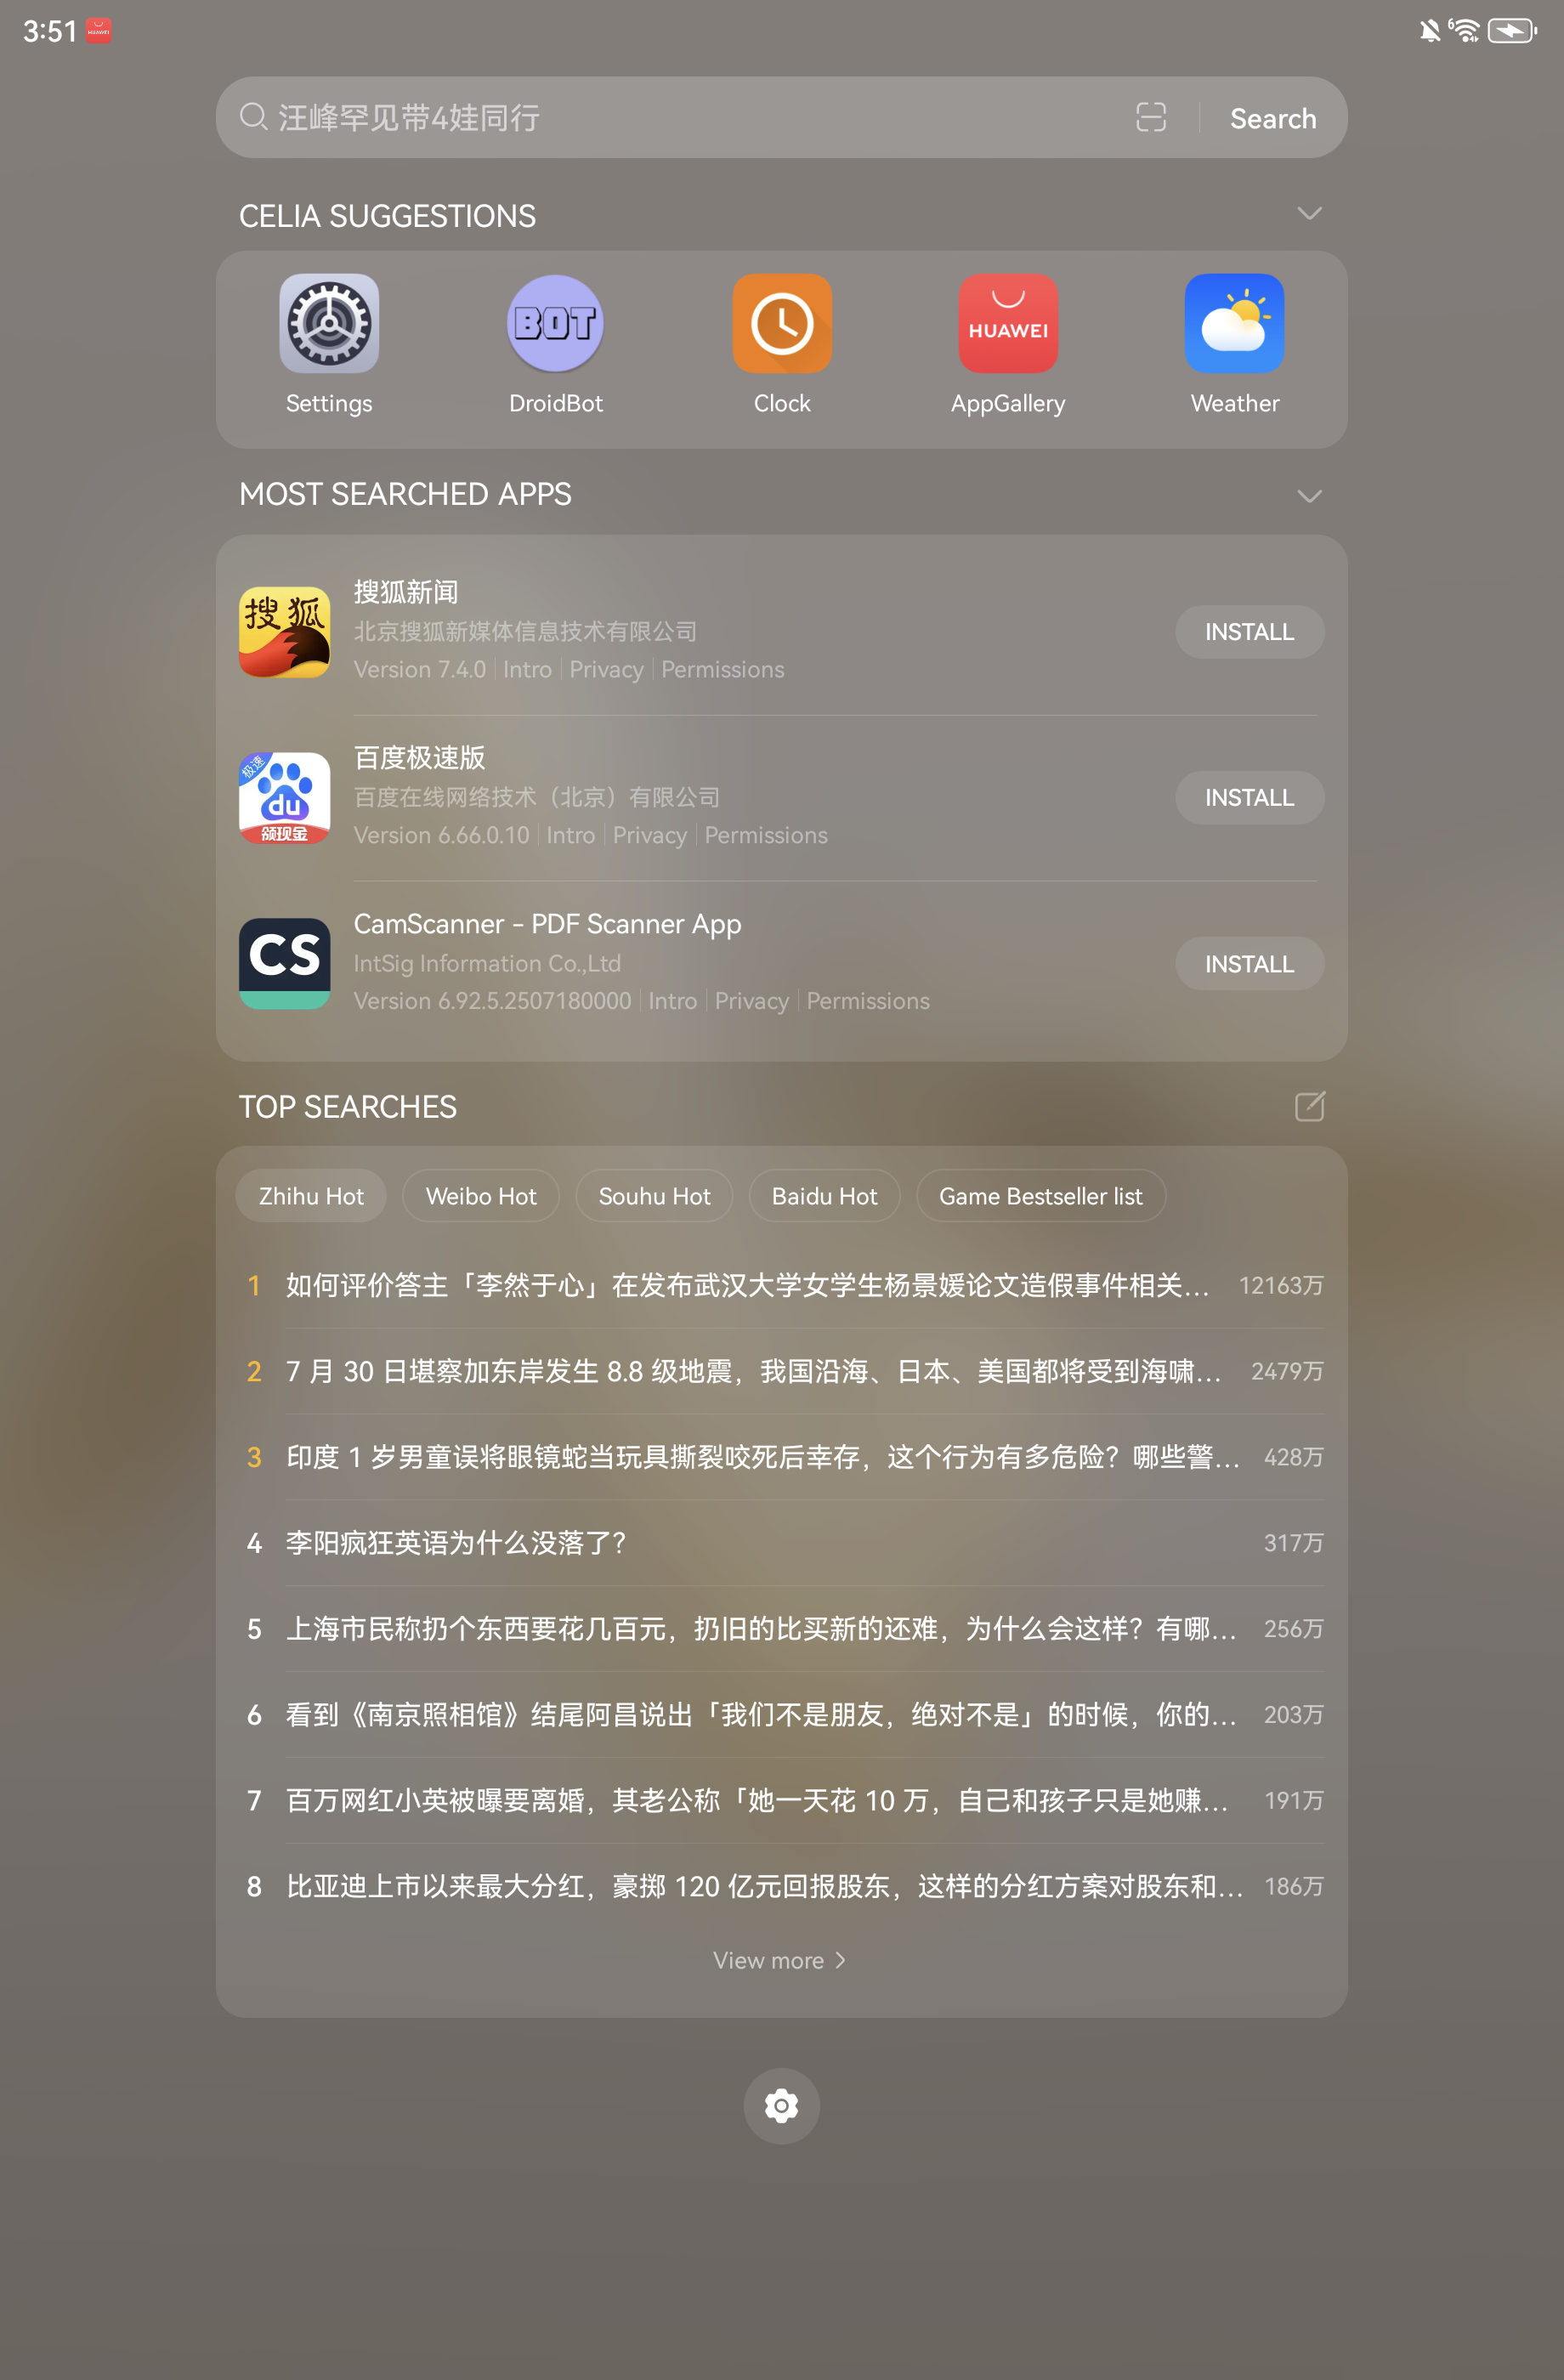 3:51
HUAWEI
6
汪峰罕见带4娃同行
Search
CELIA SUGGESTIONS
BOT
HUAWEI
Settings
DroidBot
Clock
AppGallery
Weather
MOST SEARCHED APPS
搜狐
搜狐新闻
北京搜狐新媒体信息技术有限公司
Version 7.4.0 | Intro | Privacy | Permissions
INSTALL
极速
du
领现金
百度极速版
百度在线网络技术（北京）有限公司
Version 6.66.0.10 | Intro | Privacy | Permissions
INSTALL
CS
CamScanner - PDF Scanner App
IntSig Information Co.,Ltd
Version 6.92.5.2507180000 | Intro | Privacy | Permissions
INSTALL
TOP SEARCHES
Zhihu Hot
Weibo Hot
Souhu Hot
Baidu Hot
Game Bestseller list
1 如何评价答主「李然于心」在发布武汉大学女学生杨景媛论文造假事件相关... 12163万
2 7 月 30 日堪察加东岸发生 8.8 级地震，我国沿海、日本、美国都将受到海啸... 2479万
3 印度 1 岁男童误将眼镜蛇当玩具撕裂咬死后幸存，这个行为有多危险？哪些警... 428万
4 李阳疯狂英语为什么没落了？ 317万
5 上海市民称扔个东西要花几百元，扔旧的比买新的还难，为什么会这样？有哪... 256万
6 看到《南京照相馆》结尾阿昌说出「我们不是朋友，绝对不是」的时候，你的... 203万
7 百万网红小英被曝要离婚，其老公称「她一天花 10 万，自己和孩子只是她赚... 191万
8 比亚迪上市以来最大分红，豪掷 120 亿元回报股东，这样的分红方案对股东和... 186万
View more